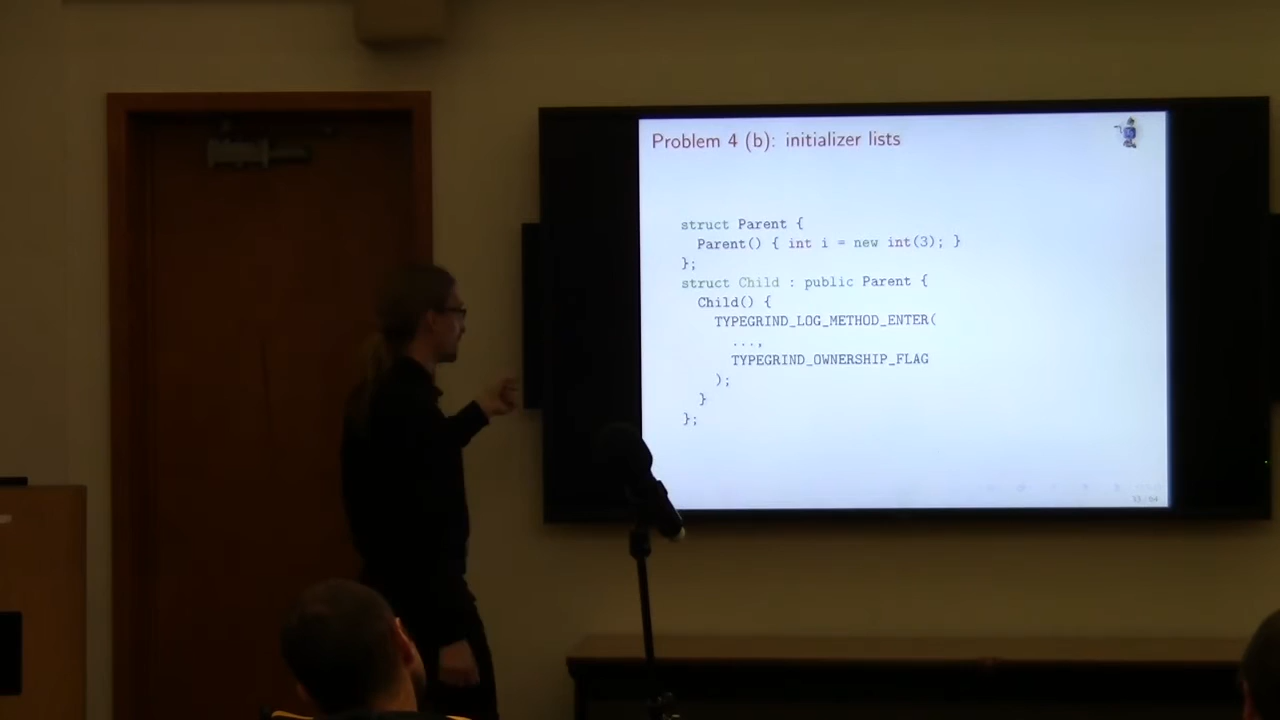 Problem 4 (b): initializer lists
struct Parent {
Parent() { int i = new int(3); }
};
struct Child : public Parent {
Child() {
TYPEGRIND_LOG_METHOD_ENTER(
...,
TYPEGRIND_OWNERSHIP_FLAG
);
}
};